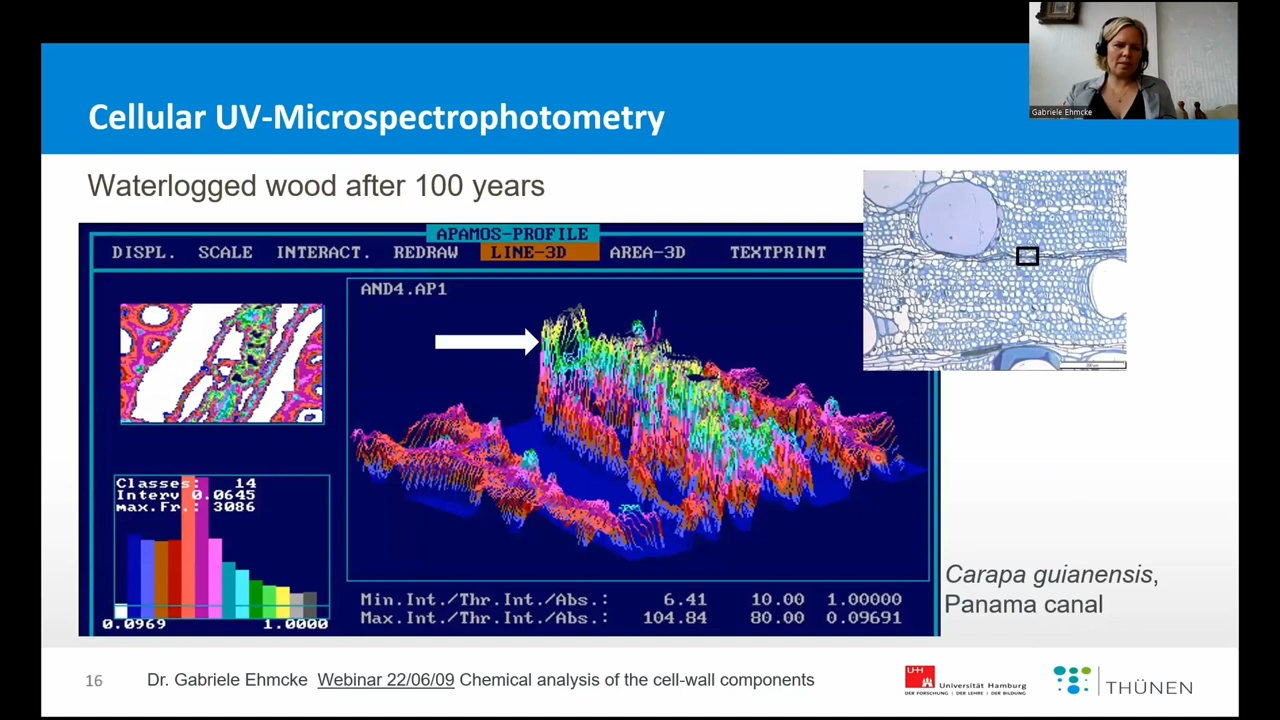 Cellular UV-Microspectrophotometry
Gabriele Ehmcke
Waterlogged wood after 100 years
APAMOS-PROFILE
DISPL. SCALE INTERACT. REDRAW LINE-3D AREA-3D TEXTPRINT
AND4.AP1
Classes: 14
Interv 0.0645
max.Fr.: 3086
0.0969 1.0000
Min.Int./Thr.Int./Abs.: 6.41 10.00 1.00000
Max.Int./Thr.Int./Abs.: 104.84 80.00 0.09691
Carapa guianensis,
Panama canal
16 Dr. Gabriele Ehmcke Webinar 22/06/09 Chemical analysis of the cell-wall components
UH
Universität Hamburg
DER FORSCHUNG | DER LEHRE | DER BILDUNG
THÜNEN